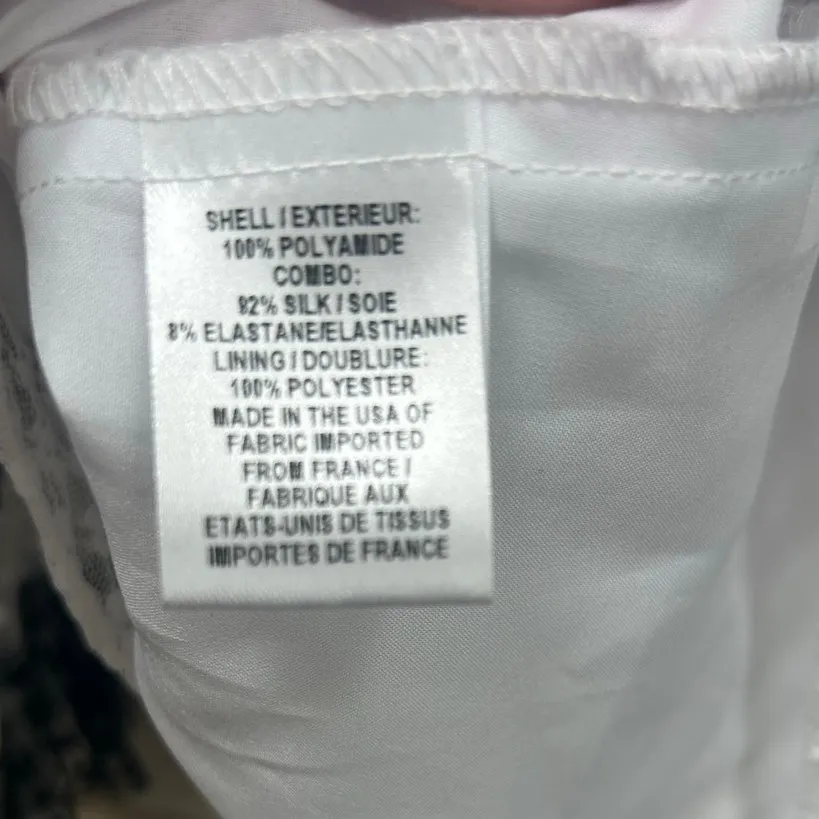 SHELL / EXTERIEUR:
100% POLYAMIDE
COMBO:
92% SILK / SOIE
8% ELASTANE/ELASTHANNE
LINING / DOUBLURE:
100% POLYESTER
MADE IN THE USA OF
FABRIC IMPORTED
FROM FRANCE /
FABRIQUE AUX
ETATS-UNIS DE TISSUS
IMPORTES DE FRANCE